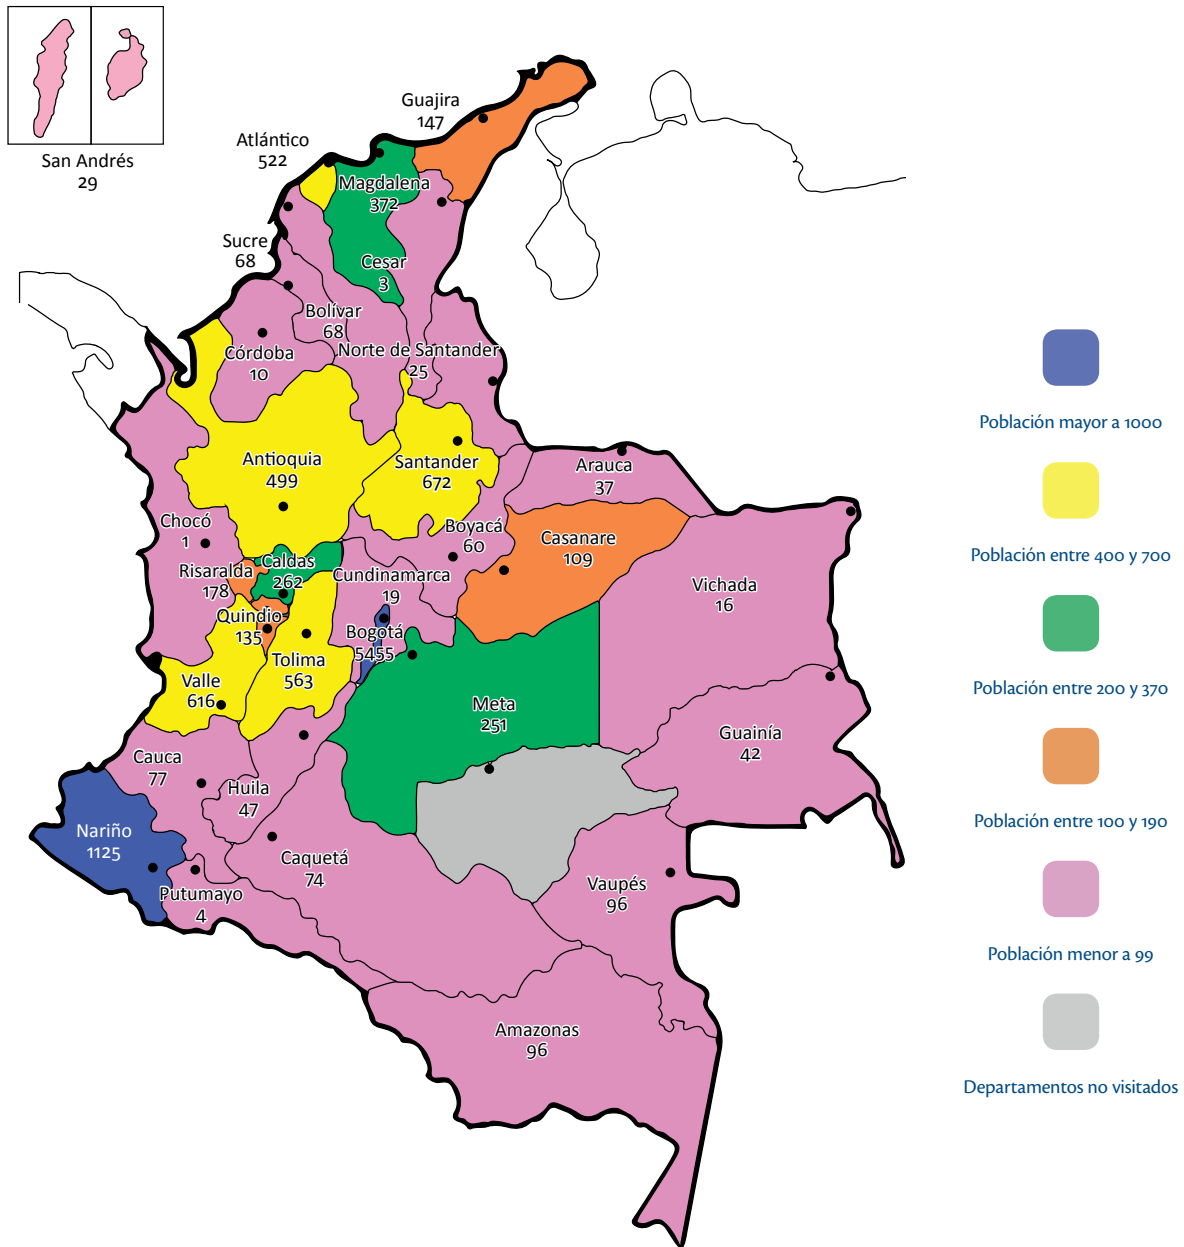 San Andrés
29
Guajira
147
Atlántico
522
Magdalena
372
Sucre
68
Cesar
3
Bolívar
68
Córdoba
10
Norte de Santander
25
Antioquia
499
Santander
672
Arauca
37
Chocó
1
Boyacá
60
Casanare
109
Risaralda
178
Caldas
262
Cundinamarca
19
Vichada
16
Quindio
135
Bogotá
5455
Tolima
563
Valle
616
Meta
251
Guainía
42
Cauca
77
Huila
47
Nariño
1125
Caquetá
74
Putumayo
4
Vaupés
96
Amazonas
96
Población mayor a 1000
Población entre 400 y 700
Población entre 200 y 370
Población entre 100 y 190
Población menor a 99
Departamentos no visitados